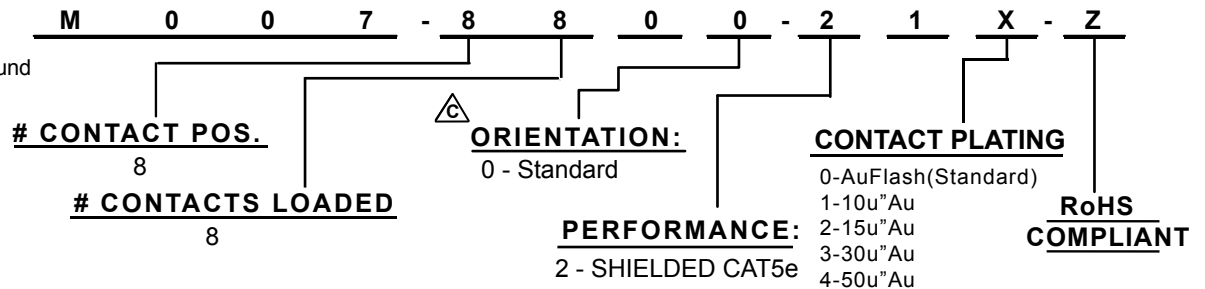 M 0 0 7 - 8 8 0 0 - 2 1 X - Z
und
C
# CONTACT POS.
8
# CONTACTS LOADED
8
ORIENTATION:
0 - Standard
PERFORMANCE:
2 - SHIELDED CAT5e
CONTACT PLATING
0-AuFlash(Standard)
1-10u”Au
2-15u”Au
3-30u”Au
4-50u”Au
RoHS
COMPLIANT